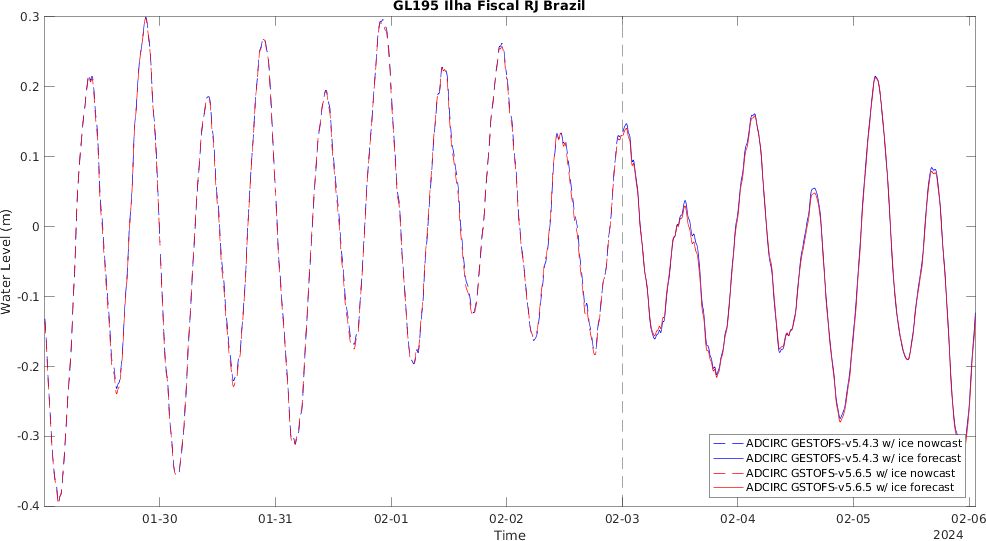 GL195 Ilha Fiscal RJ Brazil
0.3
0.2
0.1
0
-0.1
-0.2
-0.3
-0.4
Water Level (m)
01-30
01-31
02-01
02-02
02-03
02-04
02-05
02-06
Time
2024
ADCIRC GESTOFS-v5.4.3 w/ ice nowcast
ADCIRC GESTOFS-v5.4.3 w/ ice forecast
ADCIRC GSTOFS-v5.6.5 w/ ice nowcast
ADCIRC GSTOFS-v5.6.5 w/ ice forecast